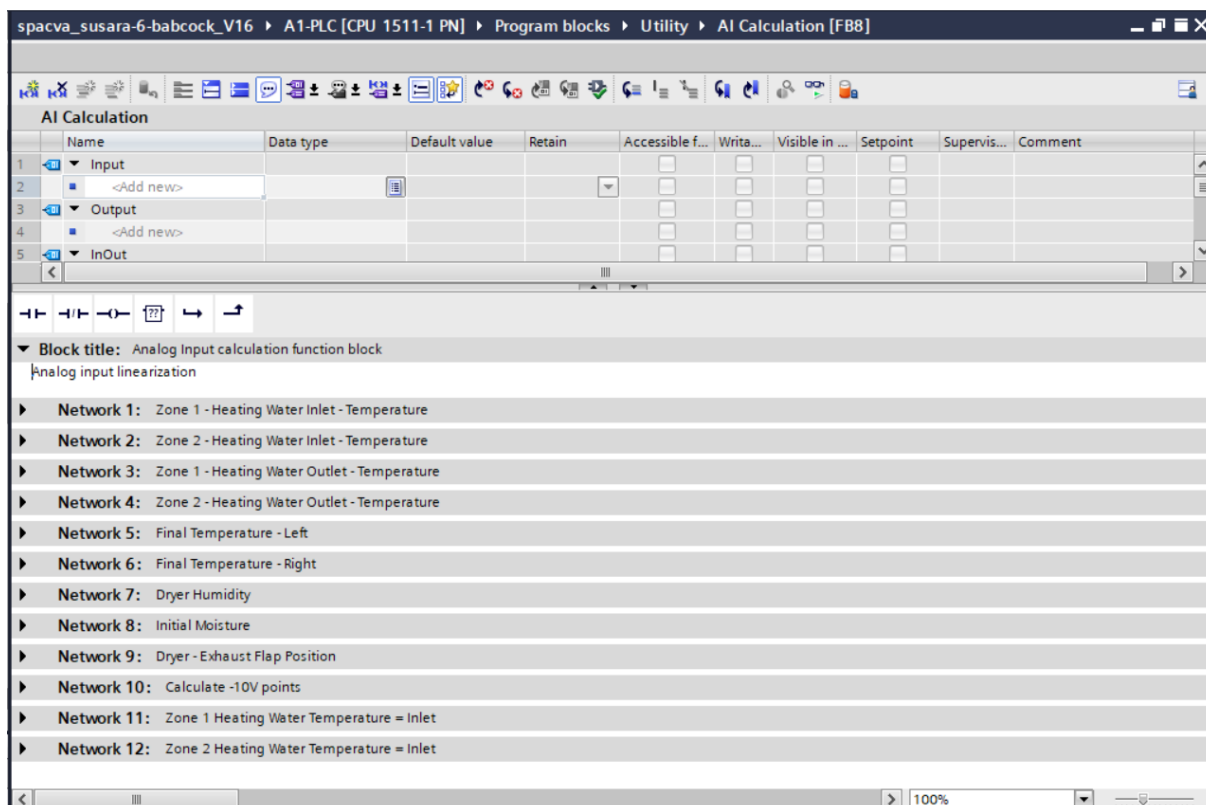 spacva_susara-6-babcock_V16 ▸ A1-PLC [CPU 1511-1 PN] ▸ Program blocks ▸ Utility ▸ AI Calculation [FB8]
AI Calculation
Name Data type Default value Retain Accessible f... Writa... Visible in ... Setpoint Supervis... Comment
1 Input
2 <Add new>
3 Output
4 <Add new>
5 InOut
??
Block title: Analog Input calculation function block
Analog input linearization
Network 1: Zone 1 - Heating Water Inlet - Temperature
Network 2: Zone 2 - Heating Water Inlet - Temperature
Network 3: Zone 1 - Heating Water Outlet - Temperature
Network 4: Zone 2 - Heating Water Outlet - Temperature
Network 5: Final Temperature - Left
Network 6: Final Temperature - Right
Network 7: Dryer Humidity
Network 8: Initial Moisture
Network 9: Dryer - Exhaust Flap Position
Network 10: Calculate -10V points
Network 11: Zone 1 Heating Water Temperature = Inlet
Network 12: Zone 2 Heating Water Temperature = Inlet
100%